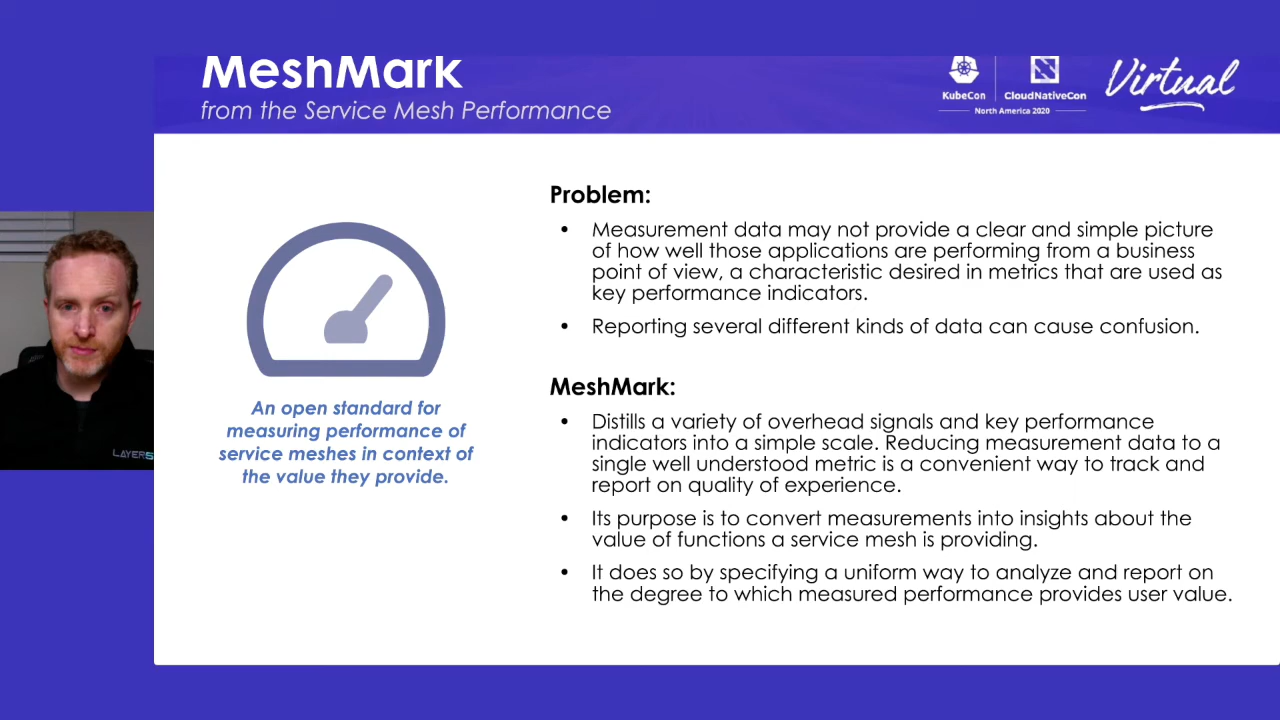 MeshMark
from the Service Mesh Performance
KubeCon
CloudNativeCon
North America 2020
Virtual
Problem:
• Measurement data may not provide a clear and simple picture
of how well those applications are performing from a business
point of view, a characteristic desired in metrics that are used as
key performance indicators.
• Reporting several different kinds of data can cause confusion.
MeshMark:
• Distills a variety of overhead signals and key performance
indicators into a simple scale. Reducing measurement data to a
single well understood metric is a convenient way to track and
report on quality of experience.
• Its purpose is to convert measurements into insights about the
value of functions a service mesh is providing.
• It does so by specifying a uniform way to analyze and report on
the degree to which measured performance provides user value.
An open standard for
measuring performance of
service meshes in context of
the value they provide.
LAYER5